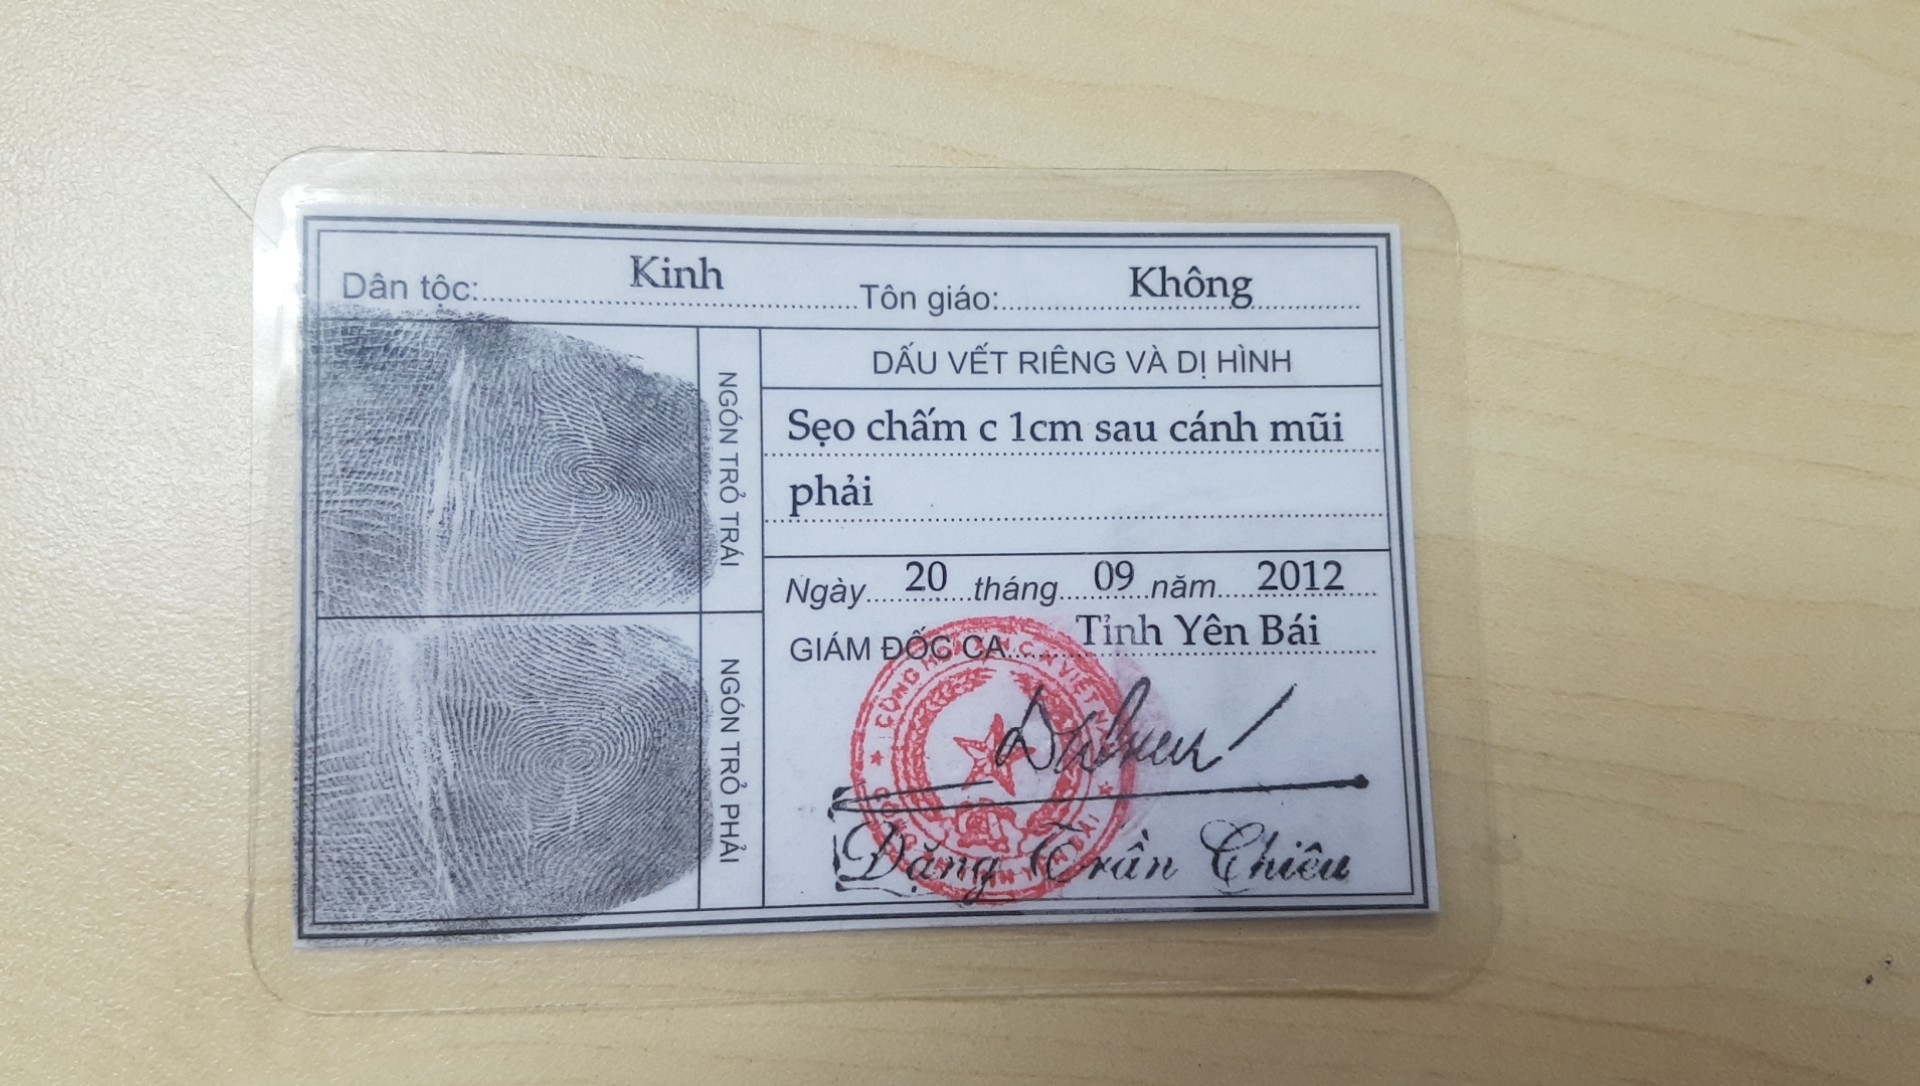 Dân tộc: Kinh Tôn giáo: Không
NGÓN TRỎ TRÁI
DẤU VẾT RIÊNG VÀ DỊ HÌNH
Sẹo chấm c 1cm sau cánh mũi
phải
Ngày 20 tháng 09 năm 2012
GIÁM ĐỐC CA Tỉnh Yên Bái
NGÓN TRỎ PHẢI
Đặng Trần Chiêu